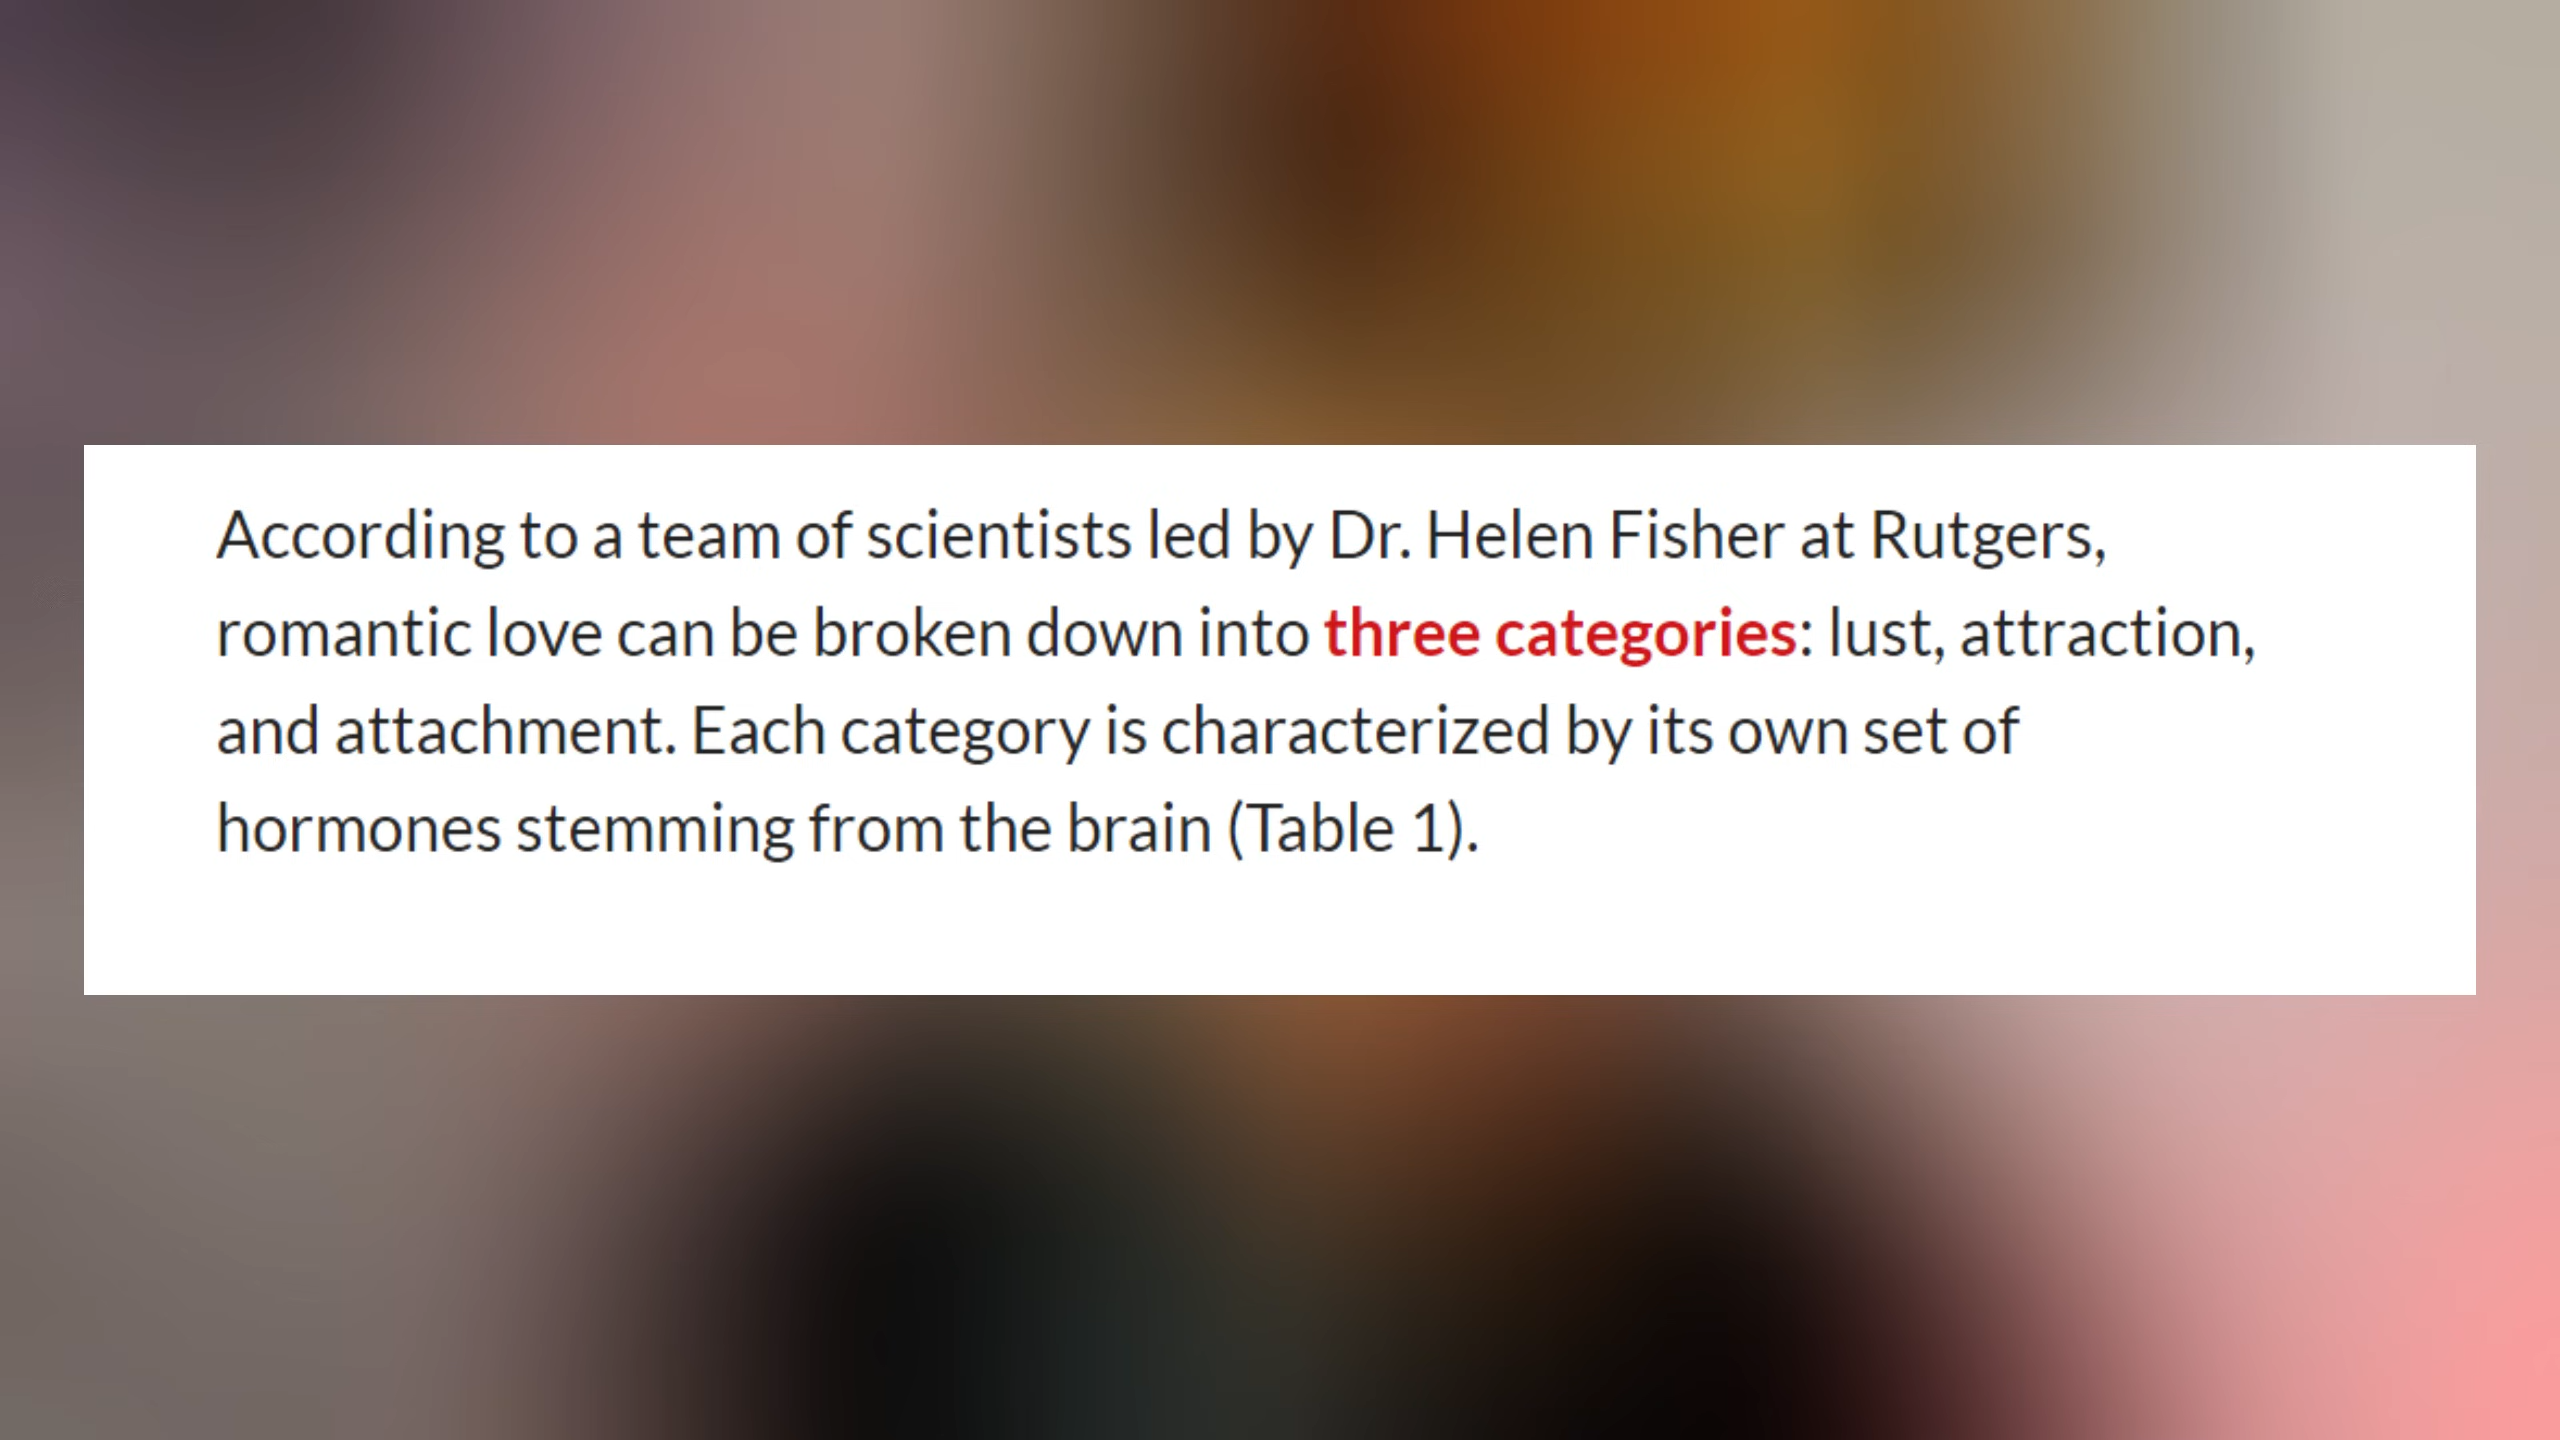 According to a team of scientists led by Dr. Helen Fisher at Rutgers,
romantic love can be broken down into three categories: lust, attraction,
and attachment. Each category is characterized by its own set of
hormones stemming from the brain (Table 1).